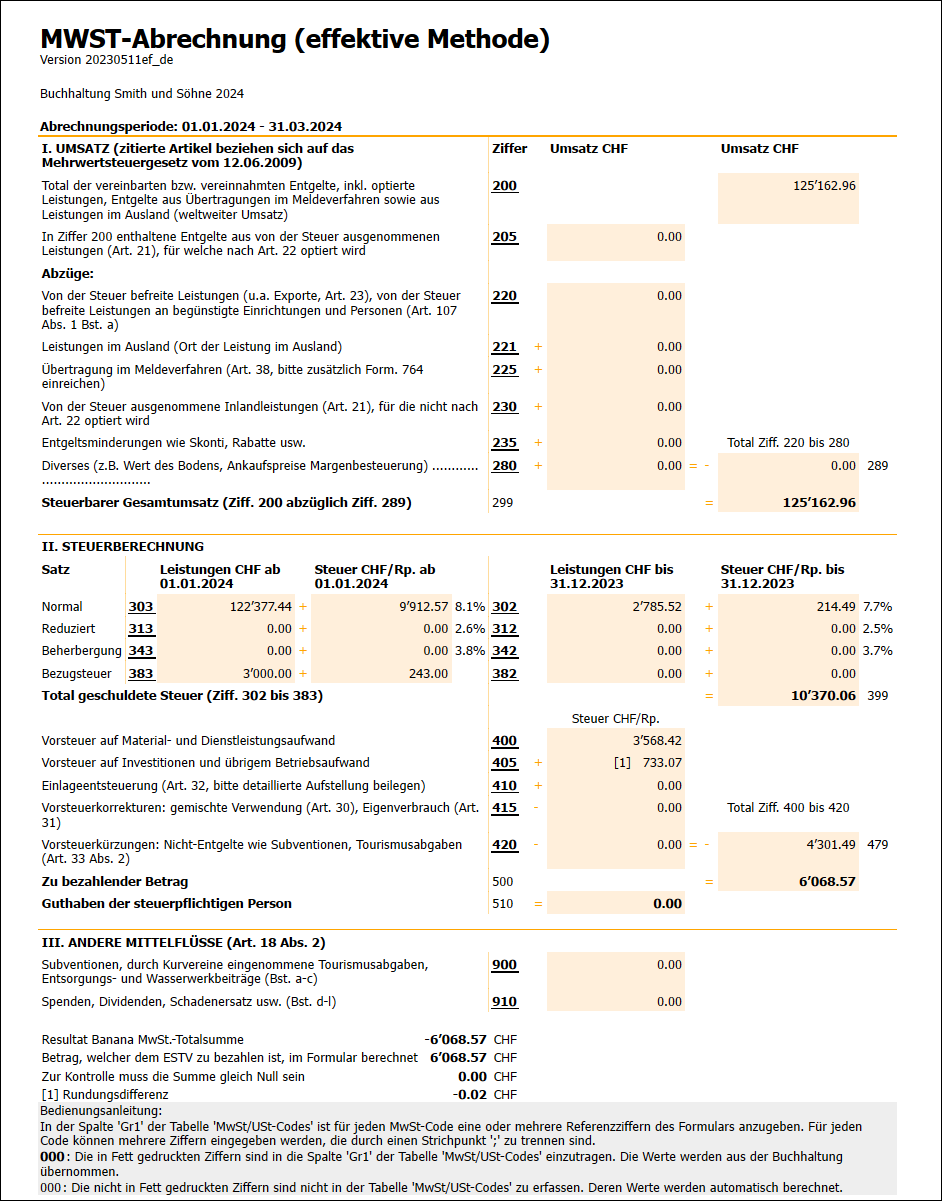 MWST-Abrechnung (effektive Methode)
Version 20230511ef_de
Buchhaltung Smith und Söhne 2024
Abrechnungsperiode: 01.01.2024 - 31.03.2024
I. UMSATZ (zitierte Artikel beziehen sich auf das Ziffer Umsatz CHF Umsatz CHF
Mehrwertsteuergesetz vom 12.06.2009)
Total der vereinbarten bzw. vereinnahmten Entgelte, inkl. optierte 200 125’162.96
Leistungen, Entgelte aus Übertragungen im Meldeverfahren sowie aus
Leistungen im Ausland (weltweiter Umsatz)
In Ziffer 200 enthaltene Entgelte aus von der Steuer ausgenommenen 205 0.00
Leistungen (Art. 21), für welche nach Art. 22 optiert wird
Abzüge:
Von der Steuer befreite Leistungen (u.a. Exporte, Art. 23), von der Steuer 220 0.00
befreite Leistungen an begünstigte Einrichtungen und Personen (Art. 107
Abs. 1 Bst. a)
Leistungen im Ausland (Ort der Leistung im Ausland) 221 + 0.00
Übertragung im Meldeverfahren (Art. 38, bitte zusätzlich Form. 764 225 + 0.00
einreichen)
Von der Steuer ausgenommene Inlandleistungen (Art. 21), für die nicht nach 230 + 0.00
Art. 22 optiert wird
Entgeltsminderungen wie Skonti, Rabatte usw. 235 + 0.00 Total Ziff. 220 bis 280
Diverses (z.B. Wert des Bodens, Ankaufspreise Margenbesteuerung) ............ 280 + 0.00 = - 0.00 289
............................
Steuerbarer Gesamtumsatz (Ziff. 200 abzüglich Ziff. 289) 299 = 125’162.96
II. STEUERBERECHNUNG
Satz Leistungen CHF ab Steuer CHF/Rp. ab Leistungen CHF bis Steuer CHF/Rp. bis
01.01.2024 01.01.2024 31.12.2023 31.12.2023
Normal 303 122’377.44 + 9’912.57 8.1% 302 2’785.52 + 214.49 7.7%
Reduziert 313 0.00 + 0.00 2.6% 312 0.00 + 0.00 2.5%
Beherbergung 343 0.00 + 0.00 3.8% 342 0.00 + 0.00 3.7%
Bezugsteuer 383 3’000.00 + 243.00 382 0.00 + 0.00
Total geschuldete Steuer (Ziff. 302 bis 383) = 10’370.06 399
Steuer CHF/Rp.
Vorsteuer auf Material- und Dienstleistungsaufwand 400 3’568.42
Vorsteuer auf Investitionen und übrigem Betriebsaufwand 405 + [1] 733.07
Einlageentsteuerung (Art. 32, bitte detaillierte Aufstellung beilegen) 410 + 0.00
Vorsteuerkorrekturen: gemischte Verwendung (Art. 30), Eigenverbrauch (Art. 415 - 0.00 Total Ziff. 400 bis 420
31)
Vorsteuerkürzungen: Nicht-Entgelte wie Subventionen, Tourismusabgaben 420 - 0.00 = - 4’301.49 479
(Art. 33 Abs. 2)
Zu bezahlender Betrag 500 = 6’068.57
Guthaben der steuerpflichtigen Person 510 = 0.00
III. ANDERE MITTELFLÜSSE (Art. 18 Abs. 2)
Subventionen, durch Kurvereine eingenommene Tourismusabgaben, 900 0.00
Entsorgungs- und Wasserwerkbeiträge (Bst. a-c)
Spenden, Dividenden, Schadenersatz usw. (Bst. d-l) 910 0.00
Resultat Banana MwSt.-Totalsumme -6’068.57 CHF
Betrag, welcher dem ESTV zu bezahlen ist, im Formular berechnet 6’068.57 CHF
Zur Kontrolle muss die Summe gleich Null sein 0.00 CHF
[1] Rundungsdifferenz -0.02 CHF
Bedienungsanleitung:
In der Spalte 'Gr1' der Tabelle 'MwSt/USt-Codes' ist für jeden MwSt-Code eine oder mehrere Referenzziffern des Formulars anzugeben. Für jeden
Code können mehrere Ziffern eingegeben werden, die durch einen Strichpunkt ';' zu trennen sind.
000: Die in Fett gedruckten Ziffern sind in die Spalte 'Gr1' der Tabelle 'MwSt/USt-Codes' einzutragen. Die Werte werden aus der Buchhaltung
übernommen.
000: Die nicht in Fett gedruckten Ziffern sind nicht in der Tabelle 'MwSt/USt-Codes' zu erfassen. Deren Werte werden automatisch berechnet.